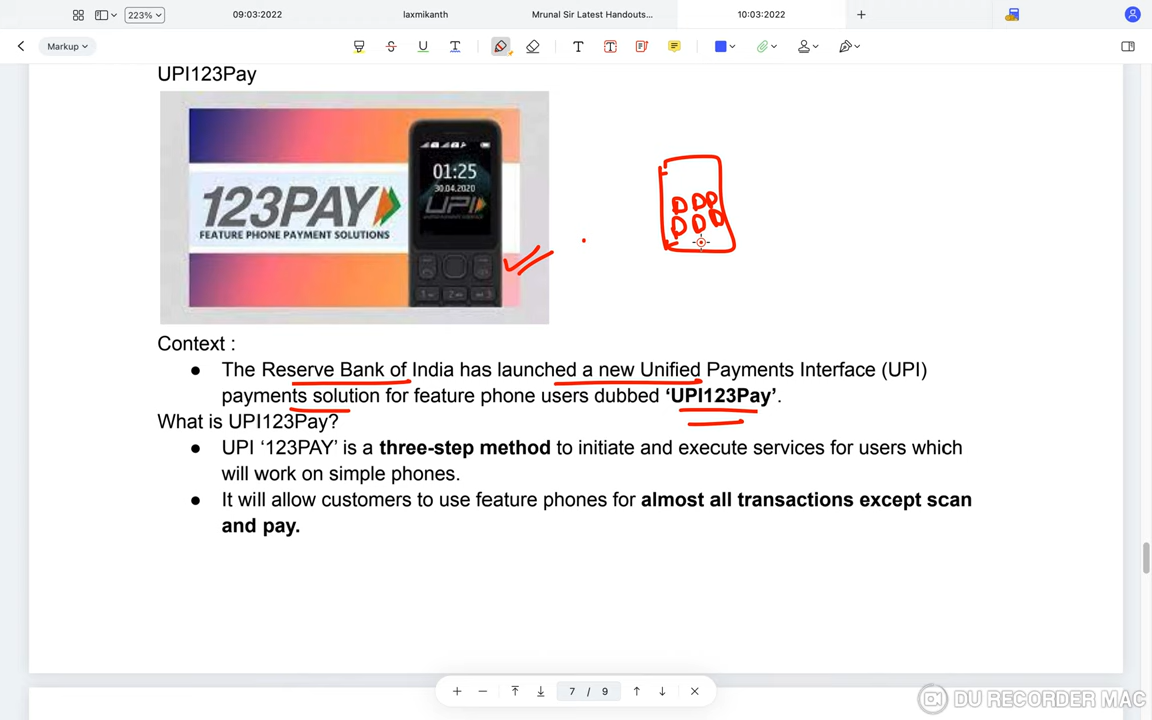 223%
09:03:2022
laxmikanth
Mrunal Sir Latest Handouts...
10:03:2022
Markup
UPI123Pay
123PAY
FEATURE PHONE PAYMENT SOLUTIONS
01:25
30.04.2020
UPI
Context :
● The Reserve Bank of India has launched a new Unified Payments Interface (UPI)
payments solution for feature phone users dubbed ‘UPI123Pay’.
What is UPI123Pay?
● UPI ‘123PAY’ is a three-step method to initiate and execute services for users which
will work on simple phones.
● It will allow customers to use feature phones for almost all transactions except scan
and pay.
7 / 9
DU RECORDER MAC